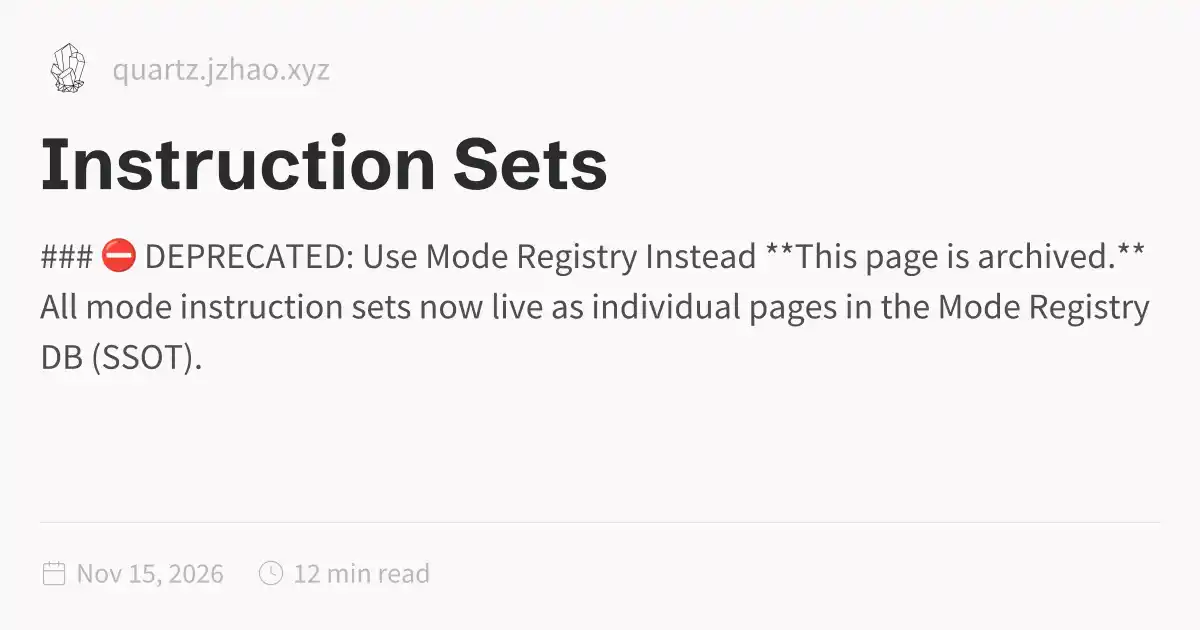 quartz.jzhao.xyz
Instruction Sets
### ⛔ DEPRECATED: Use Mode Registry Instead **This page is archived.**
All mode instruction sets now live as individual pages in the Mode Registry
DB (SSOT).
Nov 15, 2026 12 min read